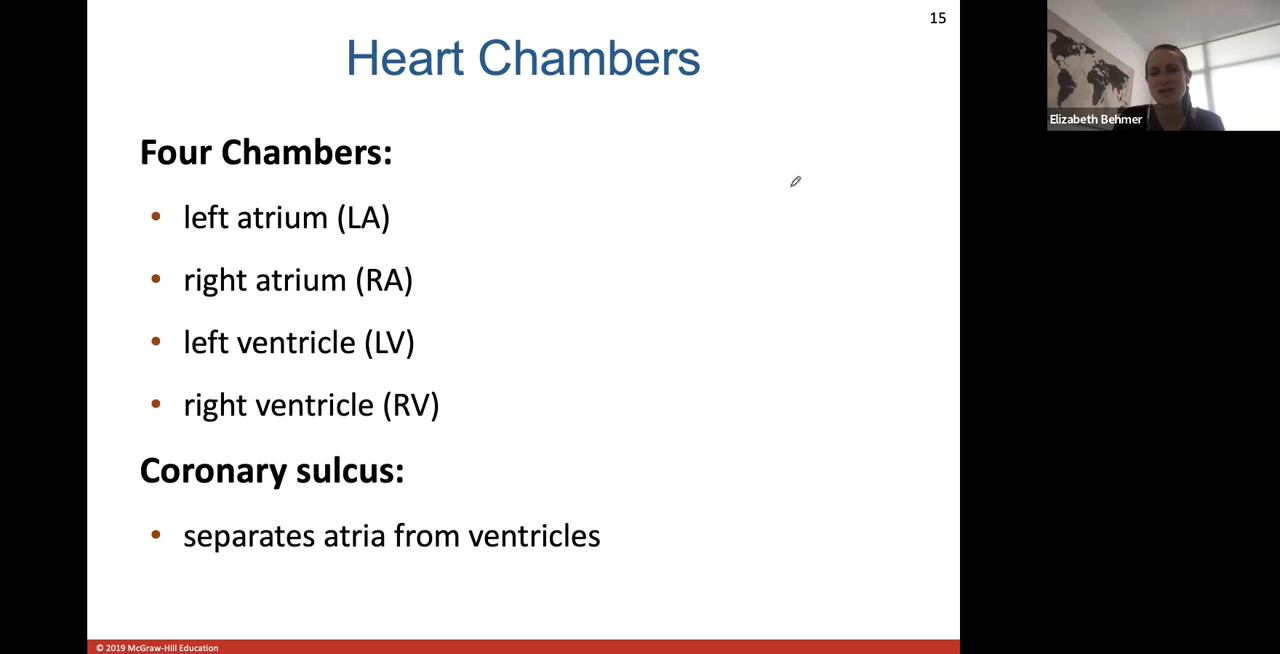 15
Heart Chambers
Four Chambers:
• left atrium (LA)
• right atrium (RA)
• left ventricle (LV)
• right ventricle (RV)
Coronary sulcus:
• separates atria from ventricles
© 2019 McGraw-Hill Education
Elizabeth Behmer